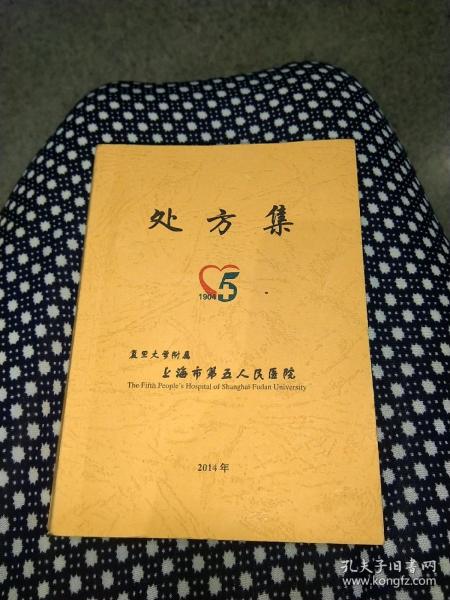 处方集
1904 5
复旦大学附属
上海市第五人民医院
The Fifth People's Hospital of Shanghai Fudan University
2014年
孔夫子旧书网
www.kongfz.com